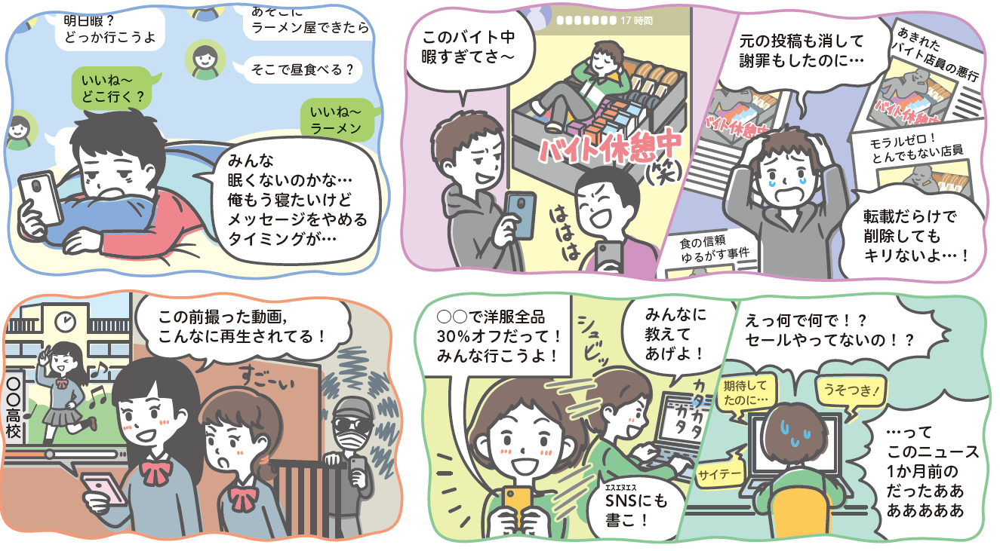 明日暇？
どっか行こうよ
あそこに
ラーメン屋できたら
そこで昼食べる？
いいね〜
どこ行く？
いいね〜
ラーメン
みんな
眠くないのかな…
俺もう寝たいけど
メッセージをやめる
タイミングが…
このバイト中
暇すぎてさ〜
17時間
バイト休憩中
(笑)
ははは
元の投稿も消して
謝罪もしたのに…
あきれた
バイト店員の悪行
バイト休憩中
バイト休憩中
モラルゼロ！
とんでもない店員
食の信頼
ゆるがす事件
転載だらけで
削除しても
キリないよ…！
この前撮った動画，
こんなに再生されてる！
すごーい
〇〇高校
〇〇で洋服全品
30％オフだって！
みんな行こうよ！
シュビッ
みんなに
教えて
あげよ！
カタ
カタ
カタ
エスエヌエス
SNSにも
書こ！
えっ何で何で！？
セールやってないの！？
期待して
たのに…
うそつき！
サイテー
…って
このニュース
1か月前の
だったああ
あああああ